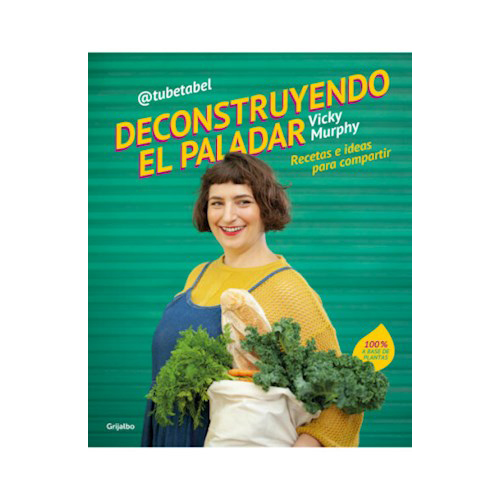 @tubetabel
DECONSTRUYENDO
EL PALADAR
Vicky
Murphy
Recetas e ideas
para compartir
100%
A BASE DE
PLANTAS
Grijalbo